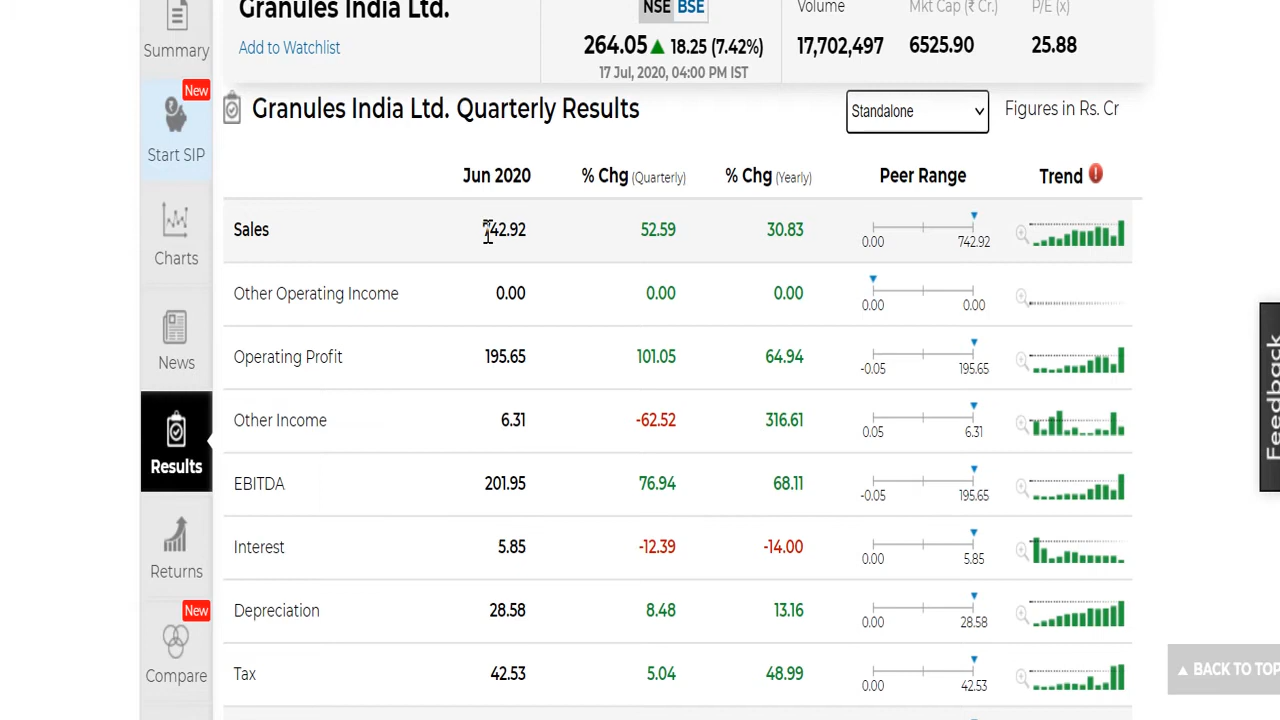 Granules India Ltd.
NSE BSE
Volume
Mkt Cap (₹ Cr.)
P/E (x)
Add to Watchlist
264.05 ▲ 18.25 (7.42%)
17,702,497
6525.90
25.88
17 Jul, 2020, 04:00 PM IST
Summary
New
Start SIP
Charts
News
Results
Returns
New
Compare
Granules India Ltd. Quarterly Results
Standalone
Figures in Rs. Cr
Jun 2020 % Chg (Quarterly) % Chg (Yearly) Peer Range Trend
Sales 742.92 52.59 30.83 0.00 742.92
Other Operating Income 0.00 0.00 0.00 0.00 0.00
Operating Profit 195.65 101.05 64.94 -0.05 195.65
Other Income 6.31 -62.52 316.61 0.05 6.31
EBITDA 201.95 76.94 68.11 -0.05 195.65
Interest 5.85 -12.39 -14.00 0.00 5.85
Depreciation 28.58 8.48 13.16 0.00 28.58
Tax 42.53 5.04 48.99 0.00 42.53
Feedback
▲ BACK TO TOP